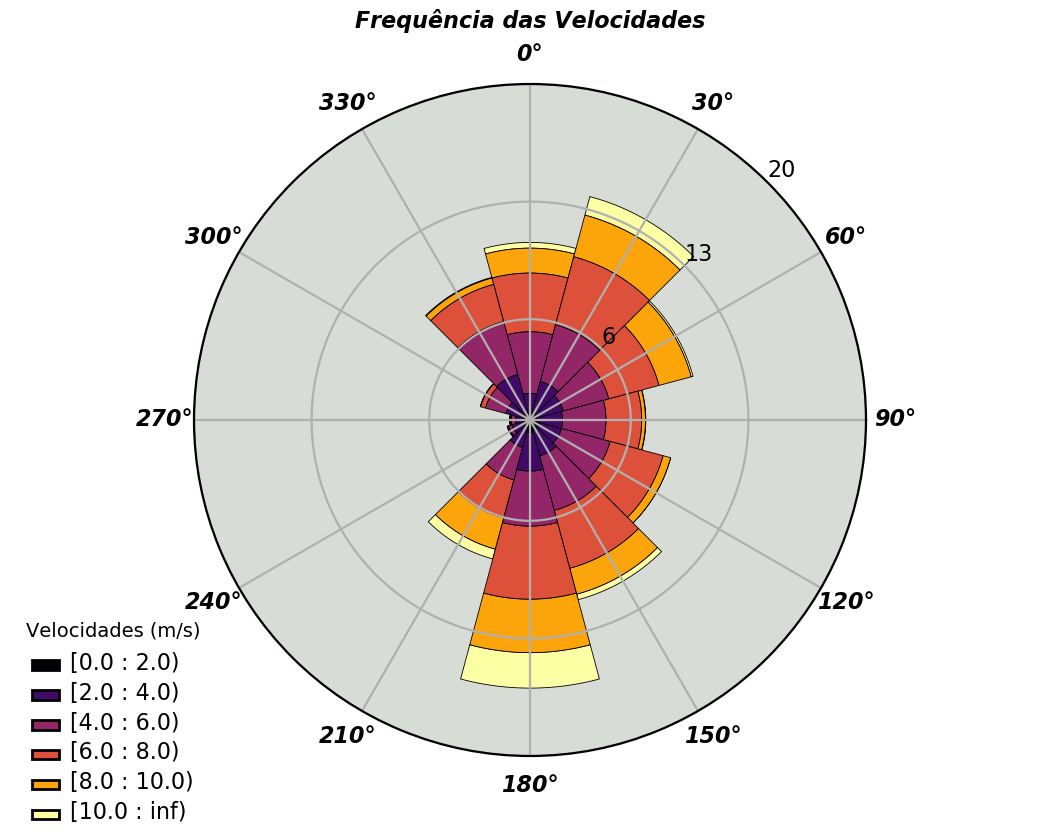 Frequência das Velocidades
0°
330°
30°
20
300°
60°
13
6
270°
90°
240°
120°
210°
150°
180°
Velocidades (m/s)
[0.0 : 2.0)
[2.0 : 4.0)
[4.0 : 6.0)
[6.0 : 8.0)
[8.0 : 10.0)
[10.0 : inf)